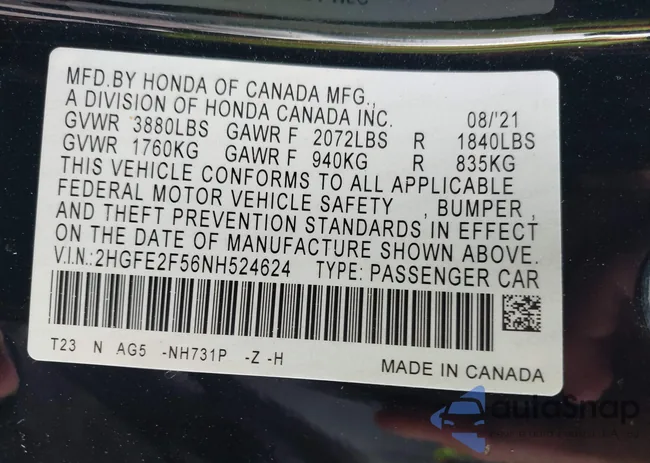 MFD.BY HONDA OF CANADA MFG.,
A DIVISION OF HONDA CANADA INC. 08/'21
GVWR 3880LBS GAWR F 2072LBS R 1840LBS
GVWR 1760KG GAWR F 940KG R 835KG
THIS VEHICLE CONFORMS TO ALL APPLICABLE
FEDERAL MOTOR VEHICLE SAFETY , BUMPER ,
AND THEFT PREVENTION STANDARDS IN EFFECT
ON THE DATE OF MANUFACTURE SHOWN ABOVE.
V.I.N.:2HGFE2F56NH524624 TYPE: PASSENGER CAR
T23 N AG5 -NH731P -Z -H MADE IN CANADA